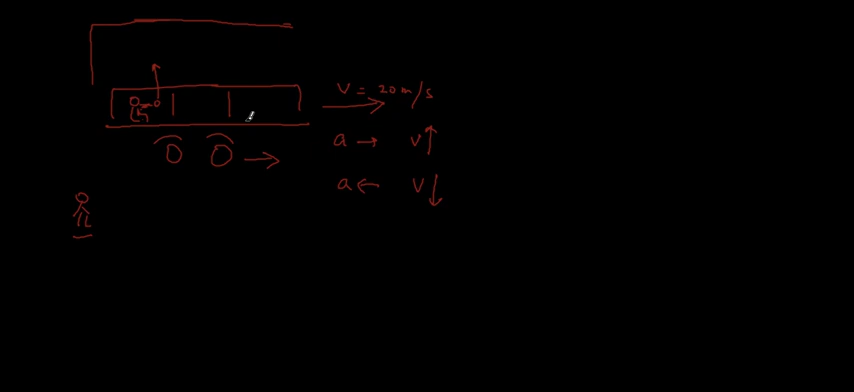 V = 20 m/s
a → v↑
a ← v↓